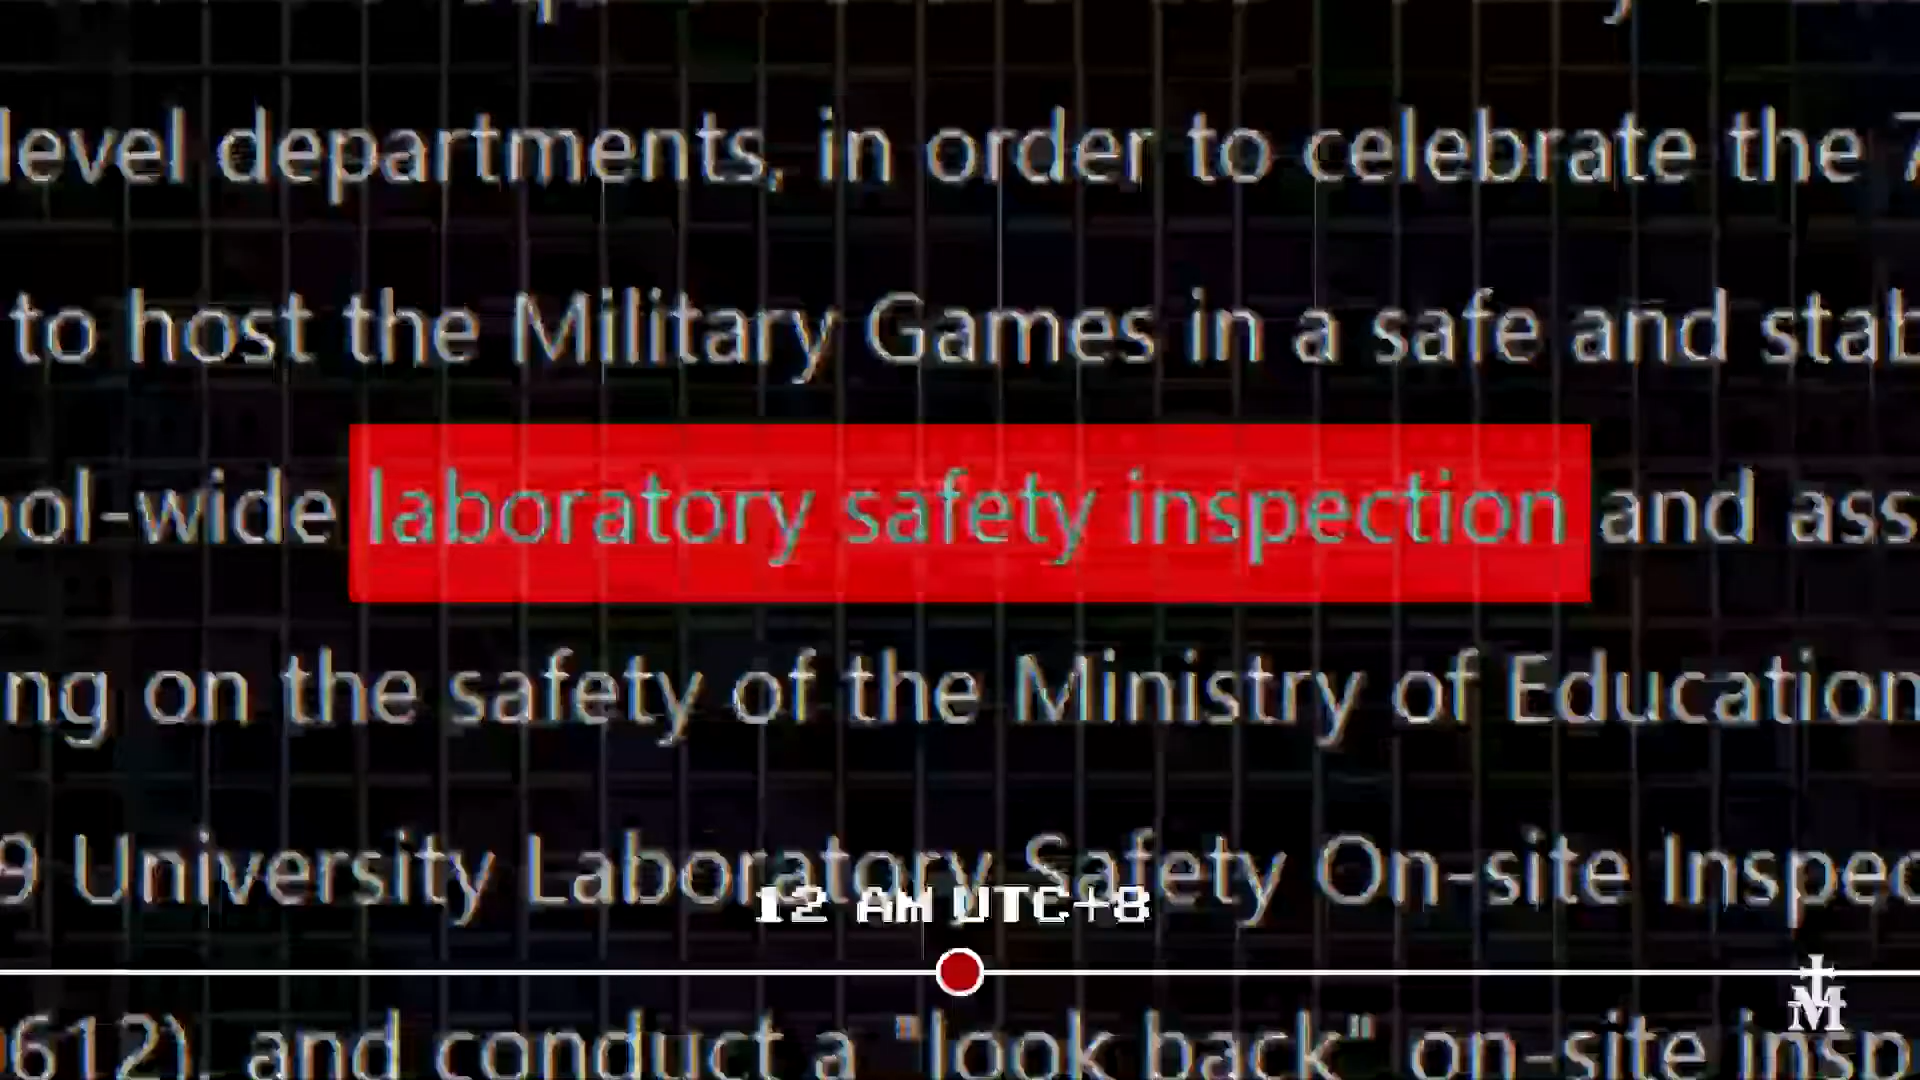 level departments, in order to celebrate the 7
to host the Military Games in a safe and stab
ool-wide laboratory safety inspection and ass
ng on the safety of the Ministry of Education
9 University Laboratory Safety On-site Inspec
12 AM UTC+8
612), and conduct a "look back" on-site insp
M